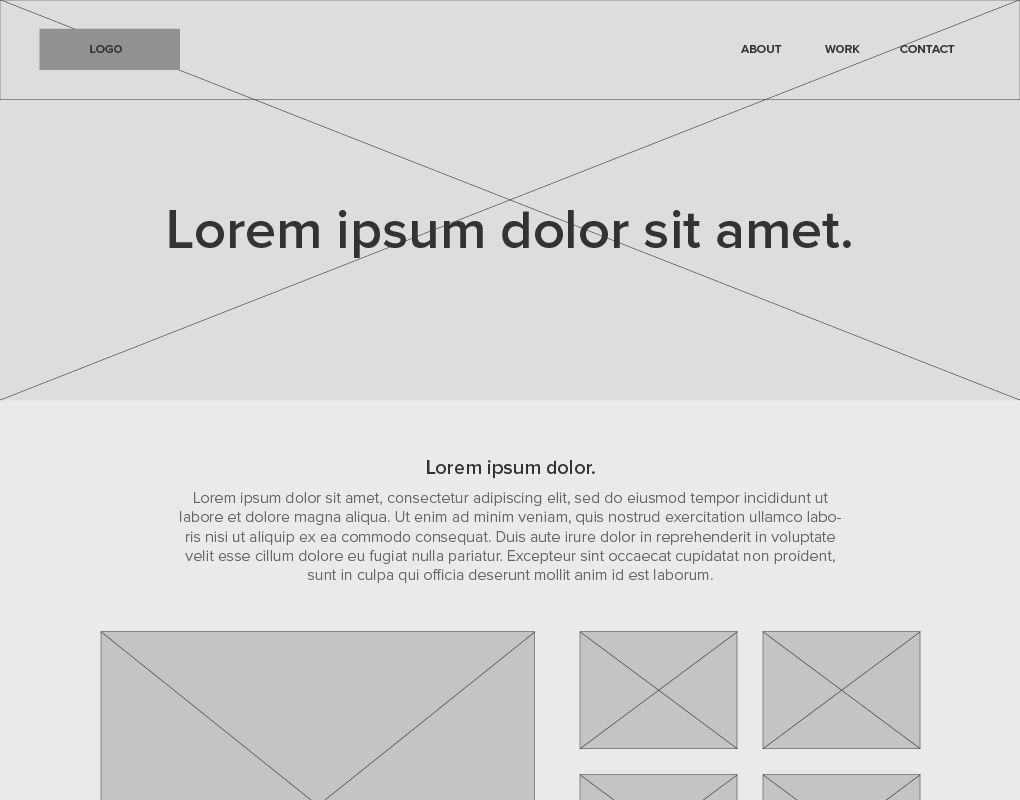 LOGO
ABOUT WORK CONTACT
Lorem ipsum dolor sit amet.
Lorem ipsum dolor.
Lorem ipsum dolor sit amet, consectetur adipiscing elit, sed do eiusmod tempor incididunt ut
labore et dolore magna aliqua. Ut enim ad minim veniam, quis nostrud exercitation ullamco labo-
ris nisi ut aliquip ex ea commodo consequat. Duis aute irure dolor in reprehenderit in voluptate
velit esse cillum dolore eu fugiat nulla pariatur. Excepteur sint occaecat cupidatat non proident,
sunt in culpa qui officia deserunt mollit anim id est laborum.